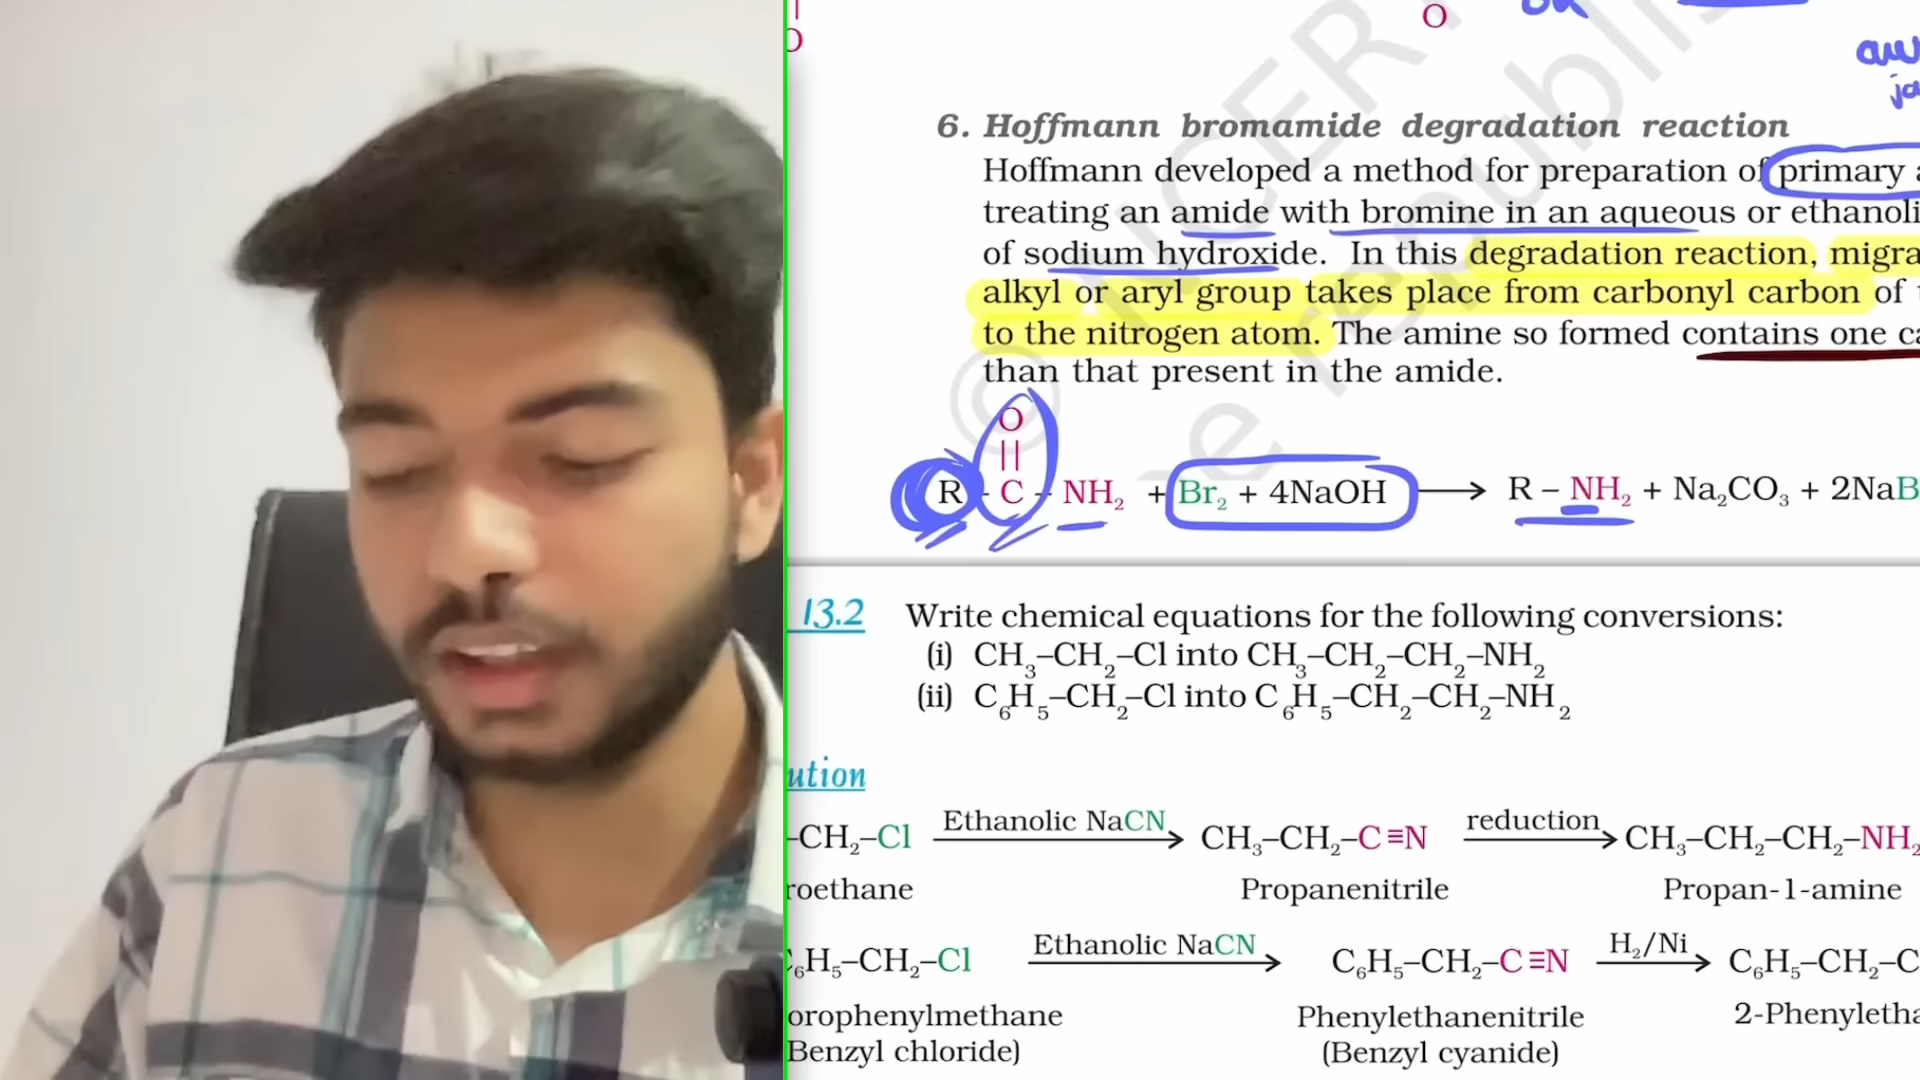 O
O
6. Hoffmann bromamide degradation reaction
Hoffmann developed a method for preparation of primary
treating an amide with bromine in an aqueous or ethanoli
of sodium hydroxide. In this degradation reaction, migra
alkyl or aryl group takes place from carbonyl carbon of
to the nitrogen atom. The amine so formed contains one ca
than that present in the amide.
O
||
R – C – NH₂ + Br₂ + 4NaOH ⟶ R – NH₂ + Na₂CO₃ + 2NaB
13.2 Write chemical equations for the following conversions:
(i) CH₃–CH₂–Cl into CH₃–CH₂–CH₂–NH₂
(ii) C₆H₅–CH₂–Cl into C₆H₅–CH₂–CH₂–NH₂
ution
–CH₂–Cl Ethanolic NaCN CH₃–CH₂–C≡N reduction CH₃–CH₂–CH₂–NH₂
roethane Propanenitrile Propan-1-amine
₆H₅–CH₂–Cl Ethanolic NaCN C₆H₅–CH₂–C≡N H₂/Ni C₆H₅–CH₂–C
orophenylmethane Phenylethanenitrile 2-Phenyletha
Benzyl chloride) (Benzyl cyanide)
© NCERT
be republis